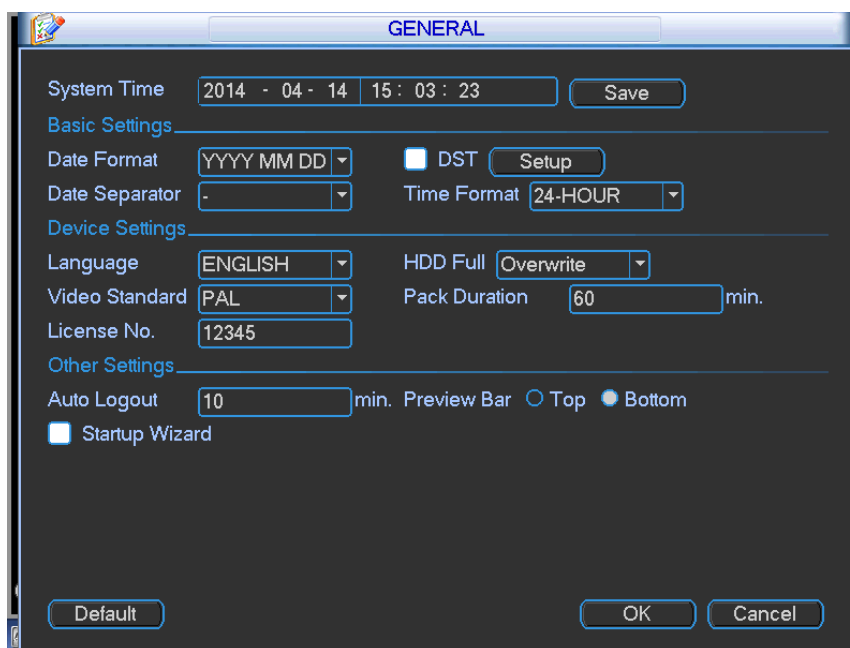 GENERAL
System Time 2014 - 04 - 14 15 : 03 : 23 Save
Basic Settings
Date Format YYYY MM DD DST Setup
Date Separator - Time Format 24-HOUR
Device Settings
Language ENGLISH HDD Full Overwrite
Video Standard PAL Pack Duration 60 min.
License No. 12345
Other Settings
Auto Logout 10 min. Preview Bar Top Bottom
Startup Wizard
Default OK Cancel